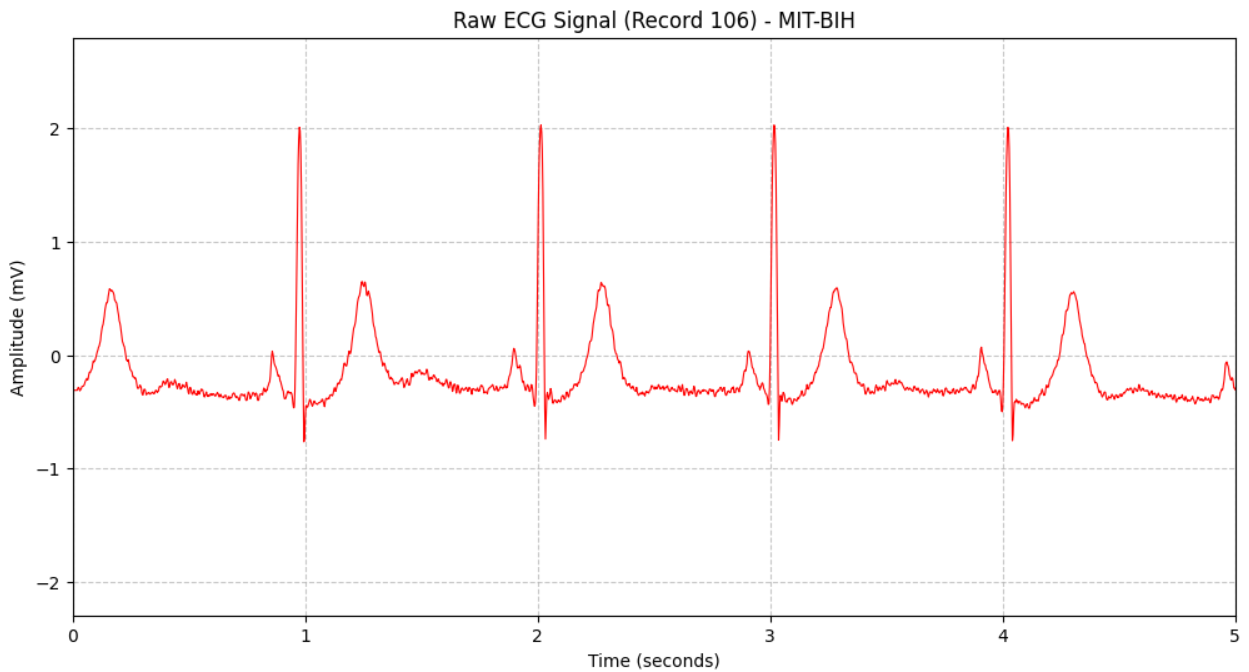 Raw ECG Signal (Record 106) - MIT-BIH
Amplitude (mV)
2
1
0
−1
−2
0 1 2 3 4 5
Time (seconds)